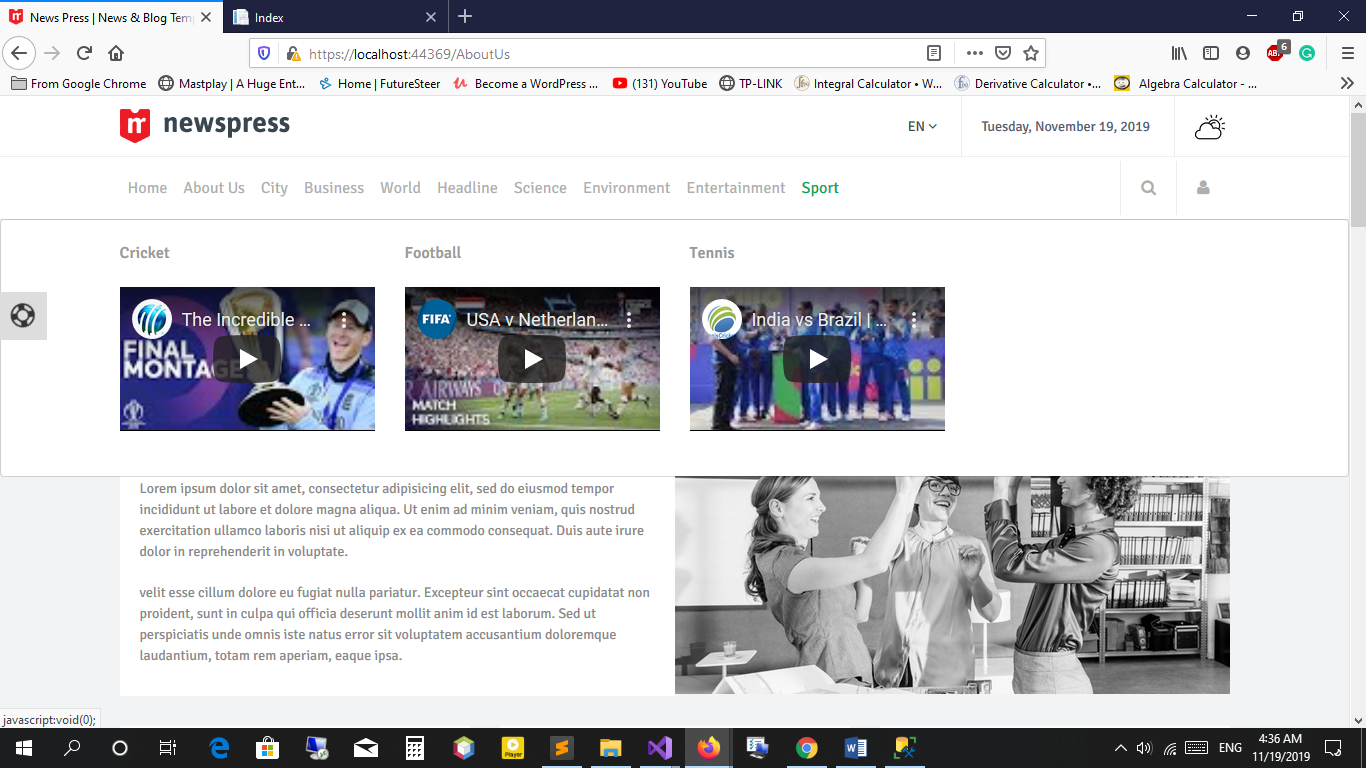 News Press | News & Blog Temp
Index
https://localhost:44369/AboutUs
6
From Google Chrome
Mastplay | A Huge Ent...
Home | FutureSteer
Become a WordPress ...
(131) YouTube
TP-LINK
Integral Calculator • W...
Derivative Calculator •...
Algebra Calculator - ...
newspress
EN
Tuesday, November 19, 2019
Home About Us City Business World Headline Science Environment Entertainment Sport
Cricket
Football
Tennis
The Incredible ...
FINAL
MONTAGE
FIFA
USA v Netherlan...
AIRWAYS
MATCH
HIGHLIGHTS
India vs Brazil | ...
Lorem ipsum dolor sit amet, consectetur adipisicing elit, sed do eiusmod tempor
incididunt ut labore et dolore magna aliqua. Ut enim ad minim veniam, quis nostrud
exercitation ullamco laboris nisi ut aliquip ex ea commodo consequat. Duis aute irure
dolor in reprehenderit in voluptate.
velit esse cillum dolore eu fugiat nulla pariatur. Excepteur sint occaecat cupidatat non
proident, sunt in culpa qui officia deserunt mollit anim id est laborum. Sed ut
perspiciatis unde omnis iste natus error sit voluptatem accusantium doloremque
laudantium, totam rem aperiam, eaque ipsa.
javascript:void(0);
Player
ENG
4:36 AM
11/19/2019